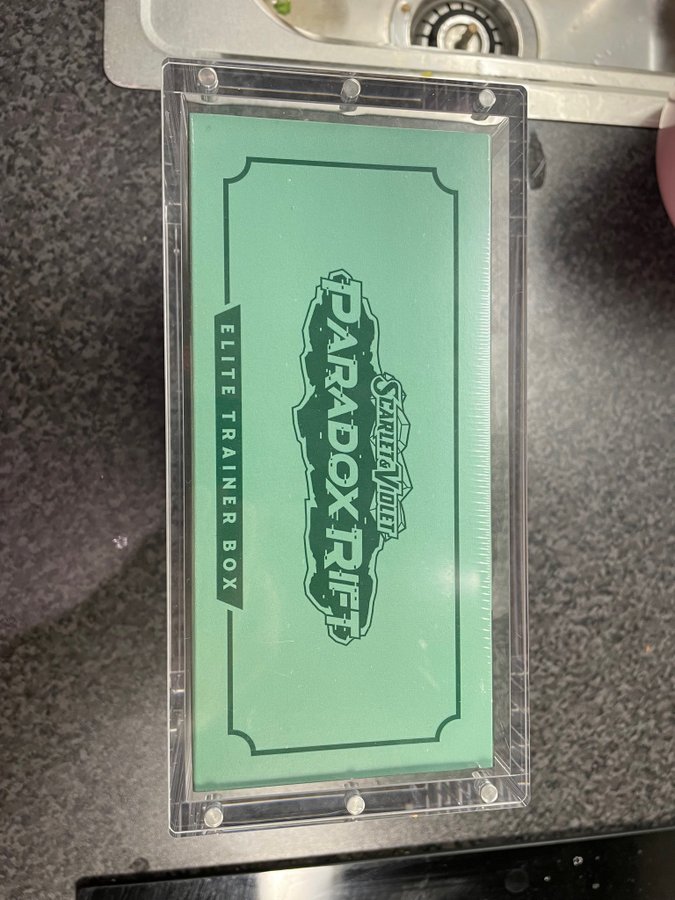 SCARLET & VIOLET
PARADOX RIFT
ELITE TRAINER BOX